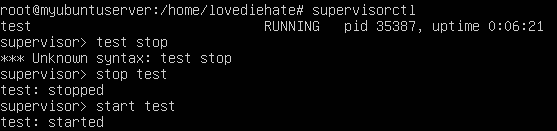 root@myubuntuserver:/home/lovediehate# supervisorctl
test                             RUNNING   pid 35387, uptime 0:06:21
supervisor> test stop
*** Unknown syntax: test stop
supervisor> stop test
test: stopped
supervisor> start test
test: started